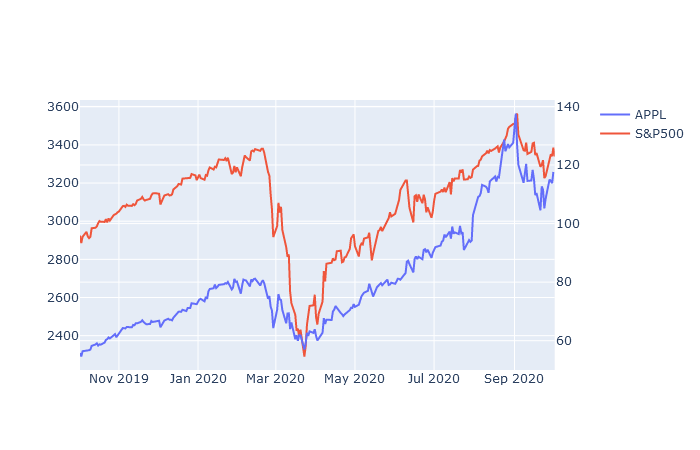 3600
3400
3200
3000
2800
2600
2400
140
120
100
80
60
Nov 2019
Jan 2020
Mar 2020
May 2020
Jul 2020
Sep 2020
APPL
S&P500